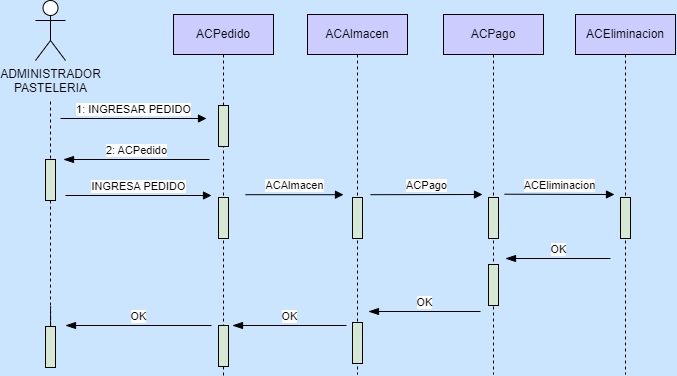 ADMINISTRADOR
PASTELERIA
ACPedido
ACAlmacen
ACPago
ACEliminacion
1: INGRESAR PEDIDO
2: ACPedido
INGRESA PEDIDO
ACAlmacen
ACPago
ACEliminacion
OK
OK
OK
OK